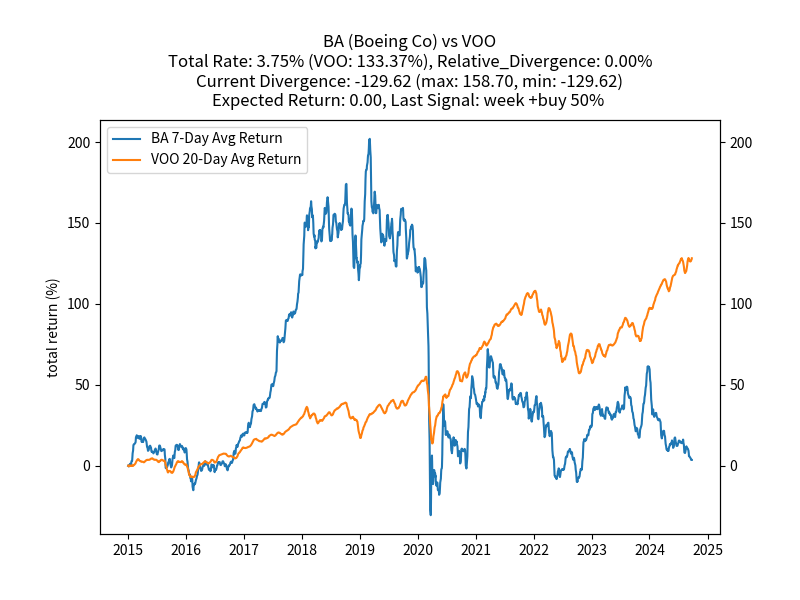 BA (Boeing Co) vs VOO
Total Rate: 3.75% (VOO: 133.37%), Relative_Divergence: 0.00%
Current Divergence: -129.62 (max: 158.70, min: -129.62)
Expected Return: 0.00, Last Signal: week +buy 50%
BA 7-Day Avg Return
VOO 20-Day Avg Return
total return (%)
200
150
100
50
0
200
150
100
50
0
2015 2016 2017 2018 2019 2020 2021 2022 2023 2024 2025